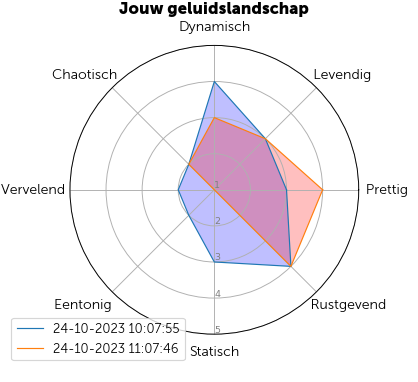 Jouw geluidslandschap
Dynamisch
Chaotisch
Levendig
Vervelend
1
Prettig
2
3
Eentonig
4
Rustgevend
5
24-10-2023 10:07:55
24-10-2023 11:07:46
Statisch